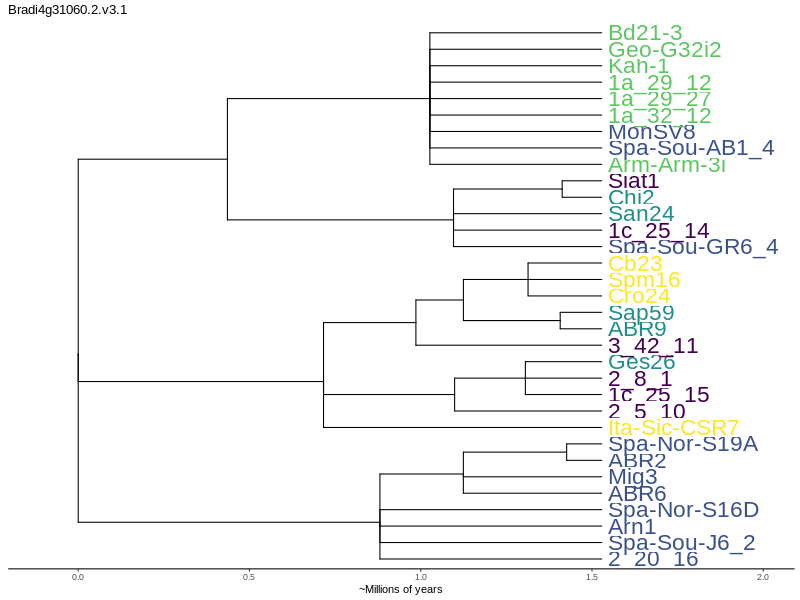 Bradi4g31060.2.v3.1
Bd21-3
Geo-G32i2
Kah-1
1a_29_12
1a_29_27
1a_32_12
MonSV8
Spa-Sou-AB1_4
Arm-Arm-3i
Siat1
Chi2
San24
1c_25_14
Spa-Sou-GR6_4
Cb23
Spm16
Cro24
Sap59
ABR9
3_42_11
Ges26
2_8_1
1c_25_15
2_5_10
Ita-Sic-CSR7
Spa-Nor-S19A
ABR2
Mig3
ABR6
Spa-Nor-S16D
Arn1
Spa-Sou-J6_2
2_20_16
0.0 0.5 1.0 1.5 2.0
~Millions of years